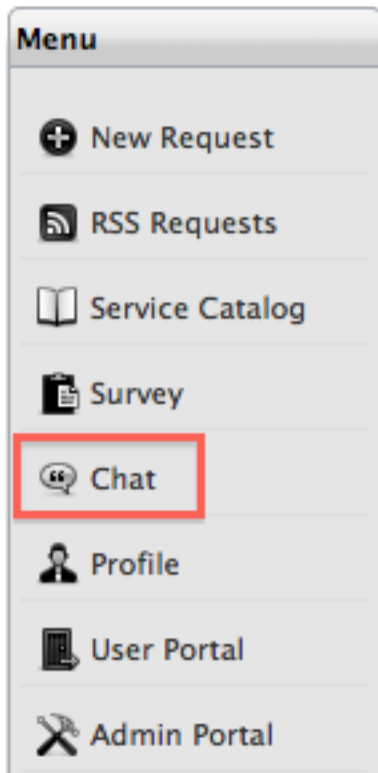 Menu
New Request
RSS Requests
Service Catalog
Survey
Chat
Profile
User Portal
Admin Portal